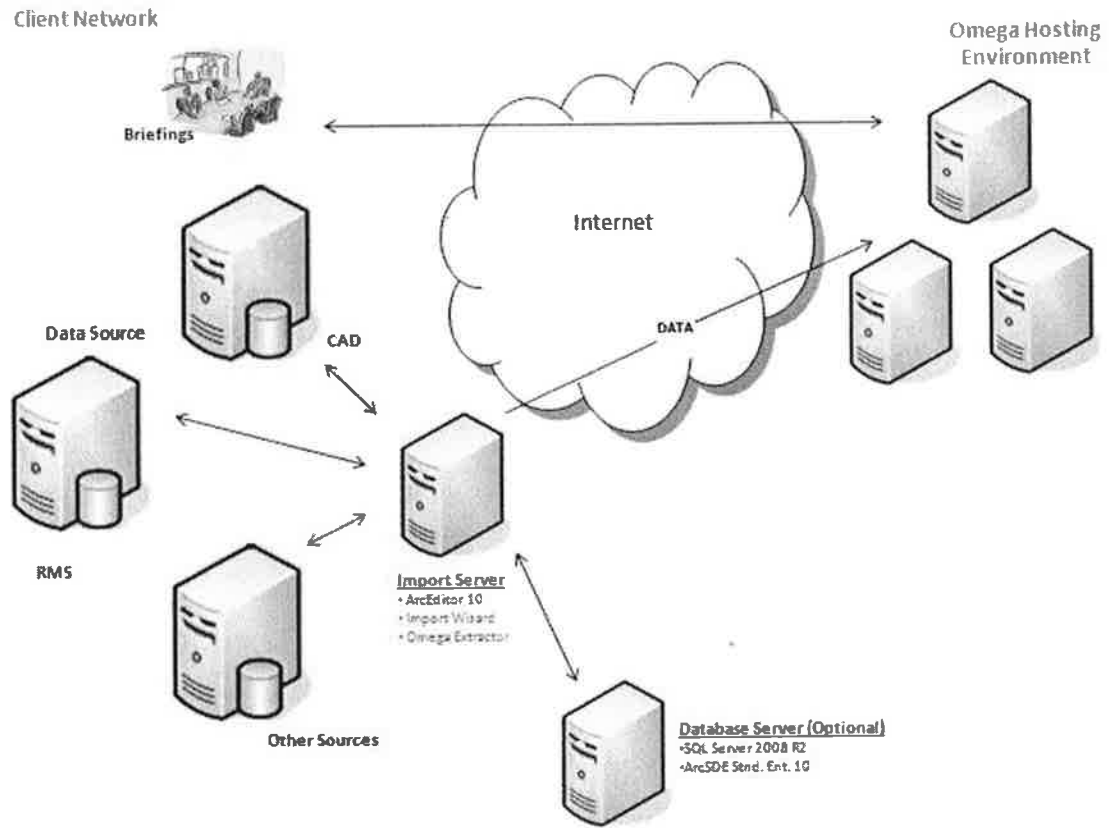 Client Network
Omega Hosting
Environment
Briefings
Internet
Data Source
CAD
DATA
RMS
Import Server
• ArcEditor 10
• Import Wizard
• Omega Extractor
Other Sources
Database Server (Optional)
•SQL Server 2008 R2
•ArcSDE Stnd. Ent. 10